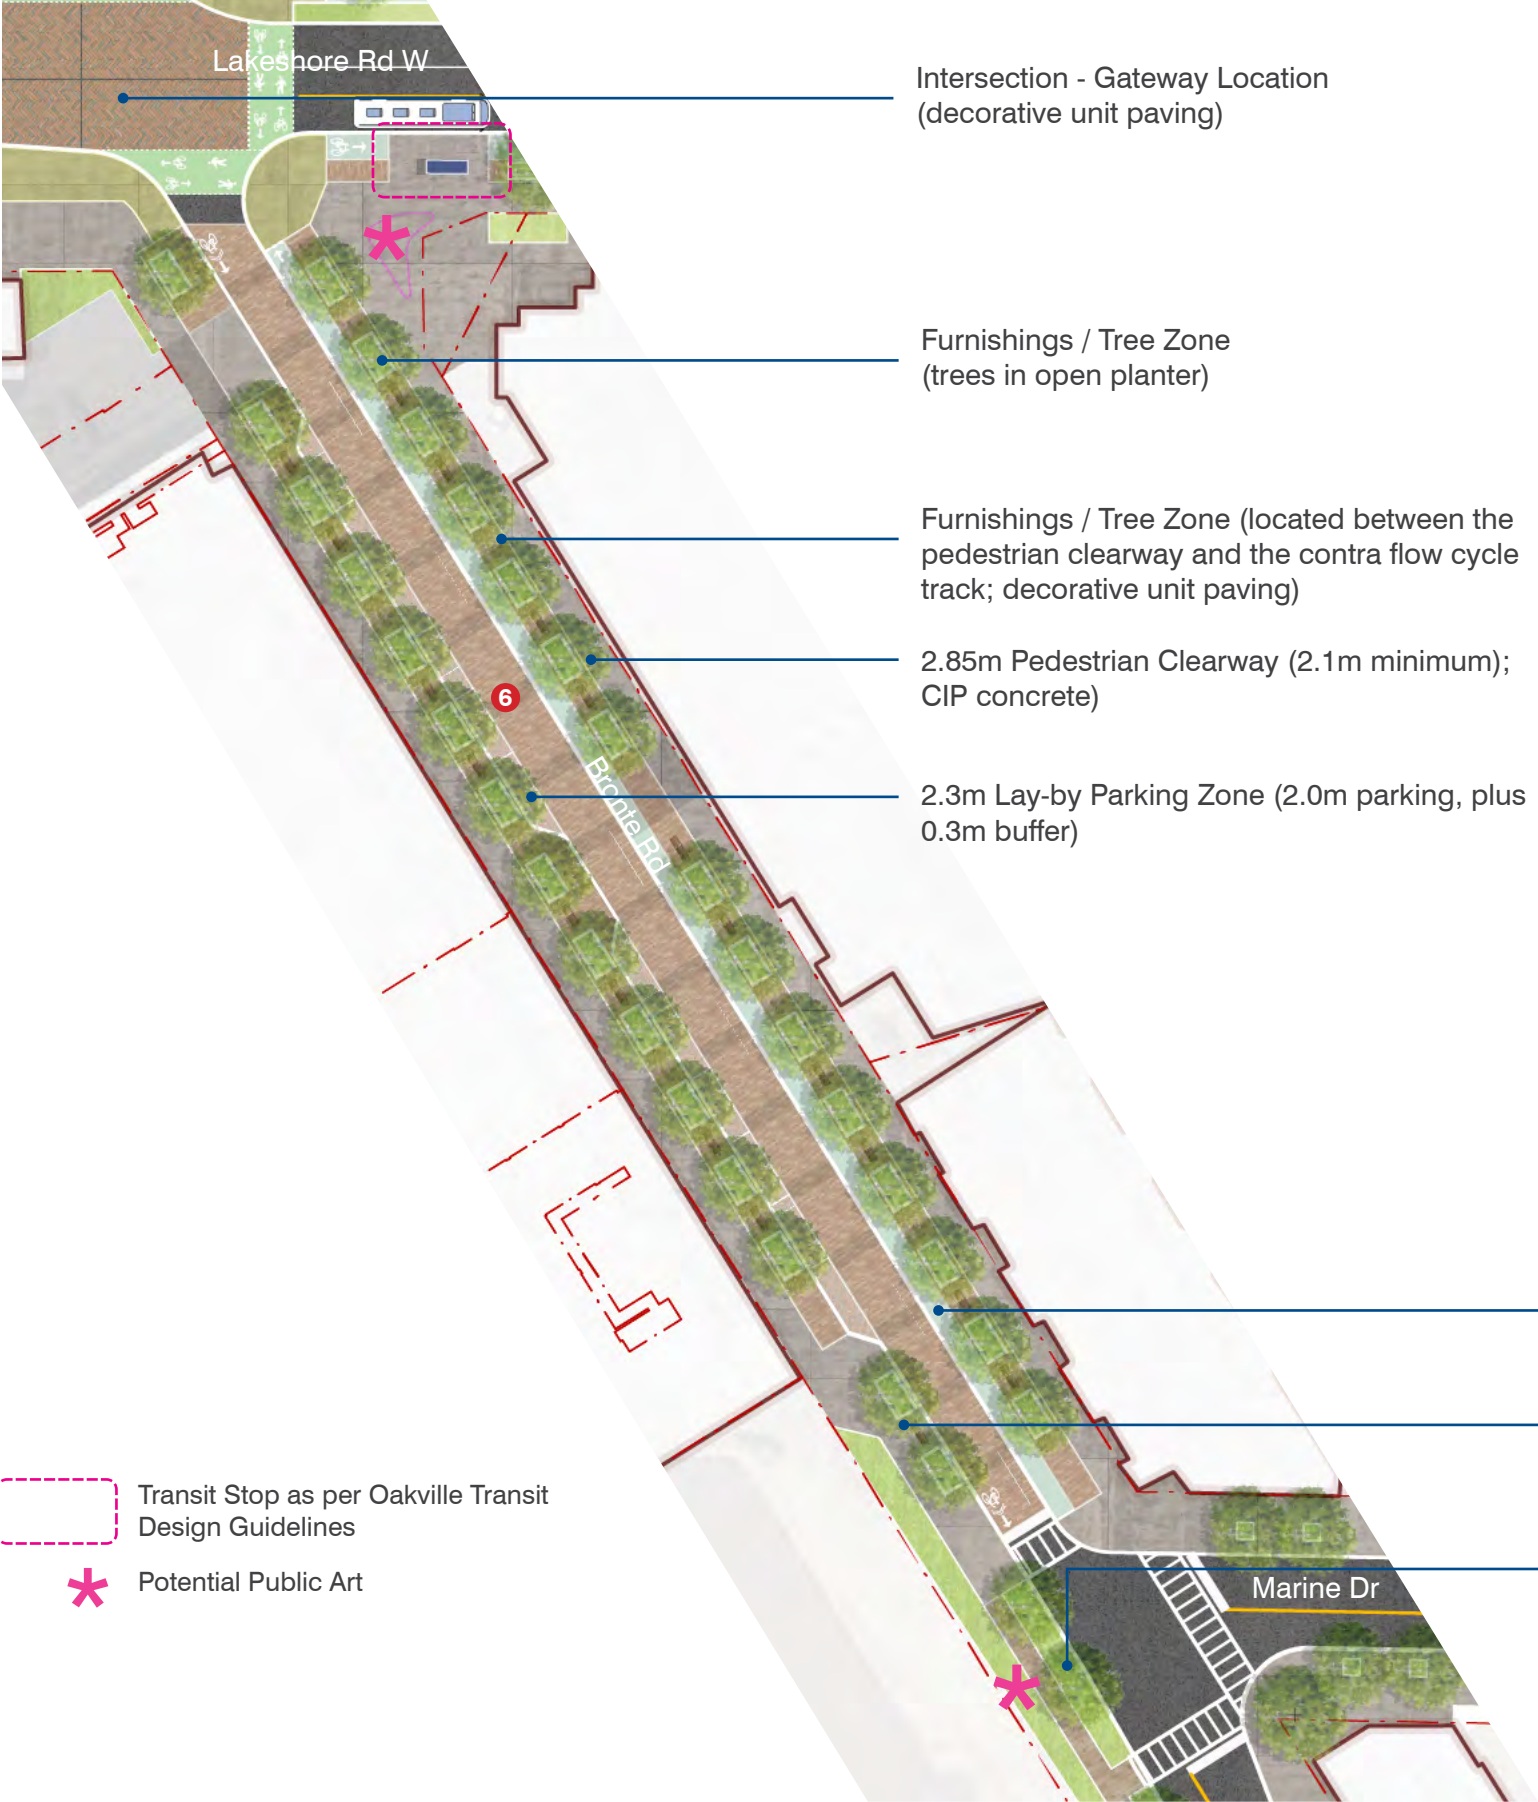 Lakeshore Rd W
Intersection - Gateway Location
(decorative unit paving)
Furnishings / Tree Zone
(trees in open planter)
Furnishings / Tree Zone (located between the
pedestrian clearway and the contra flow cycle
track; decorative unit paving)
2.85m Pedestrian Clearway (2.1m minimum);
CIP concrete)
6
Bronte Rd
2.3m Lay-by Parking Zone (2.0m parking, plus
0.3m buffer)
Transit Stop as per Oakville Transit
Design Guidelines
Potential Public Art
Marine Dr